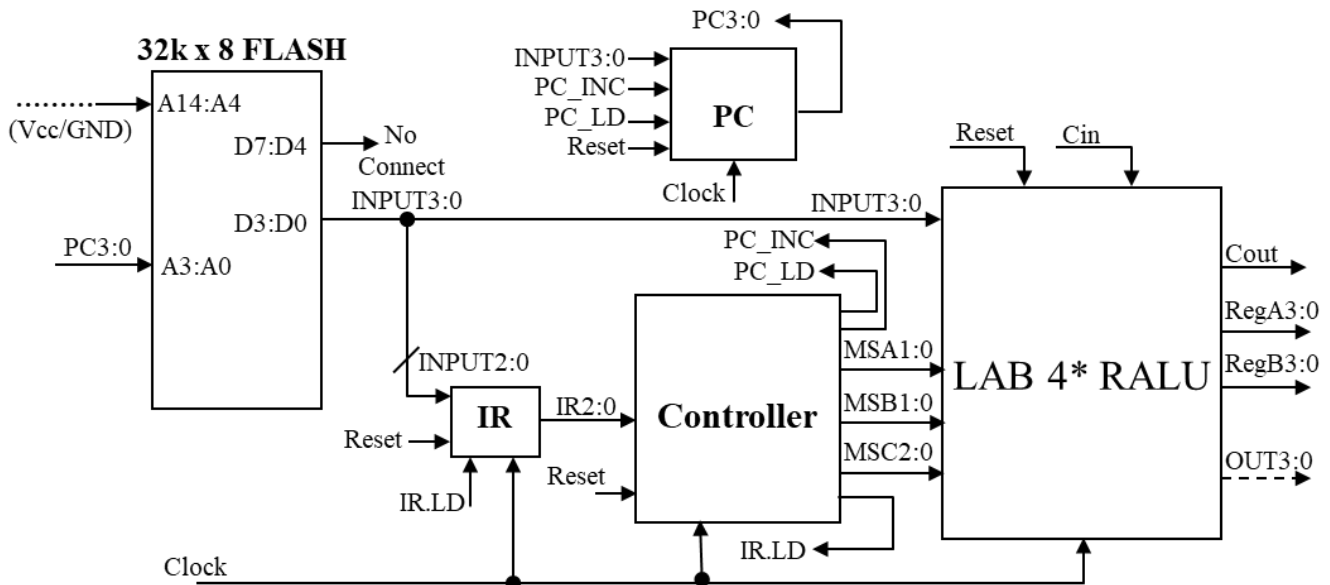 PC3:0
32k x 8 FLASH
INPUT3:0
PC_INC
PC_LD
Reset
PC
Clock
A14:A4
(Vcc/GND)
D7:D4
No
Connect
Reset
Cin
INPUT3:0
INPUT3:0
D3:D0
PC3:0
A3:A0
PC_INC
PC_LD
Cout
RegA3:0
RegB3:0
OUT3:0
LAB 4* RALU
MSA1:0
MSB1:0
MSC2:0
INPUT2:0
IR
IR2:0
Controller
Reset
Reset
IR.LD
IR.LD
Clock